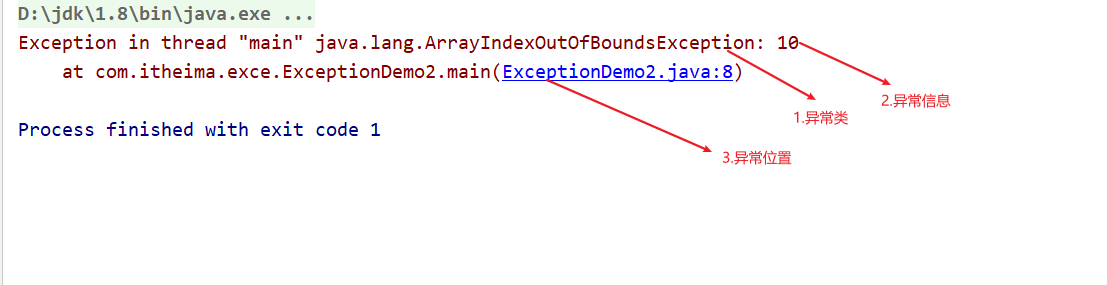 D:\jdk\1.8\bin\java.exe ...
Exception in thread "main" java.lang.ArrayIndexOutOfBoundsException: 10
at com.itheima.exce.ExceptionDemo2.main(ExceptionDemo2.java:8)
2.异常信息
1.异常类
Process finished with exit code 1
3.异常位置